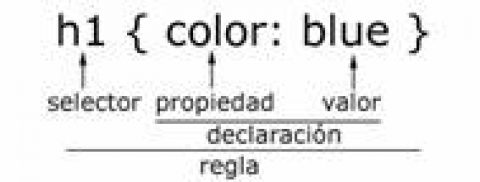 h1 { color: blue }
selector propiedad valor
declaración
regla